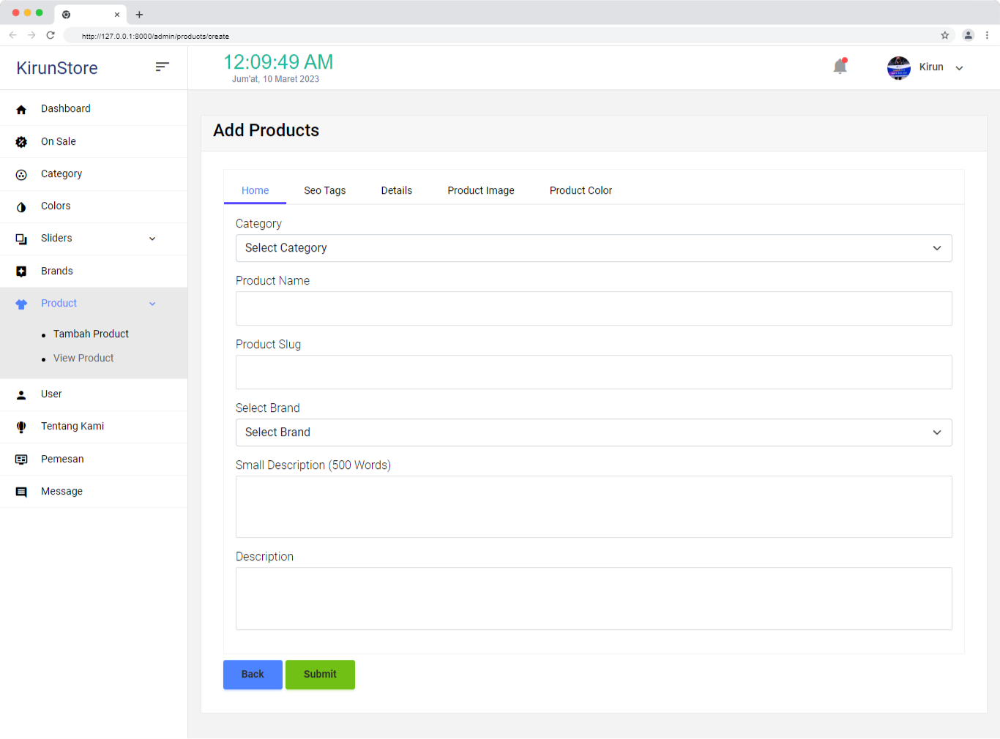 http://127.0.0.1:8000/admin/products/create
KirunStore
12:09:49 AM
Jum'at, 10 Maret 2023
Kirun
Dashboard
On Sale
Category
Colors
Sliders
Brands
Product
Tambah Product
View Product
User
Tentang Kami
Pemesan
Message
Add Products
Home Seo Tags Details Product Image Product Color
Category
Select Category
Product Name
Product Slug
Select Brand
Select Brand
Small Description (500 Words)
Description
Back Submit